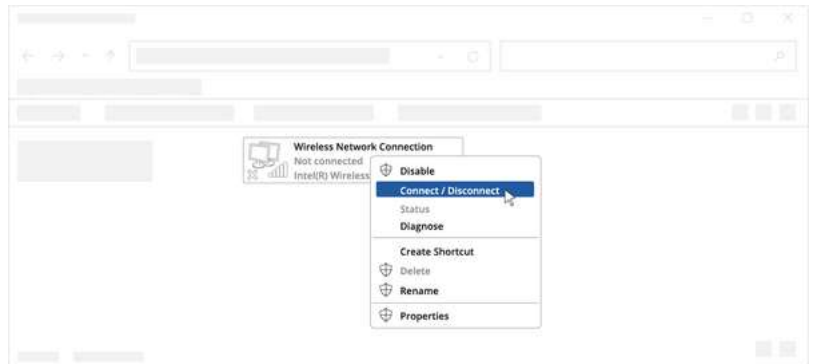 Wireless Network Connection
Not connected
Intel(R) Wireless
Disable
Connect / Disconnect
Status
Diagnose
Create Shortcut
Delete
Rename
Properties